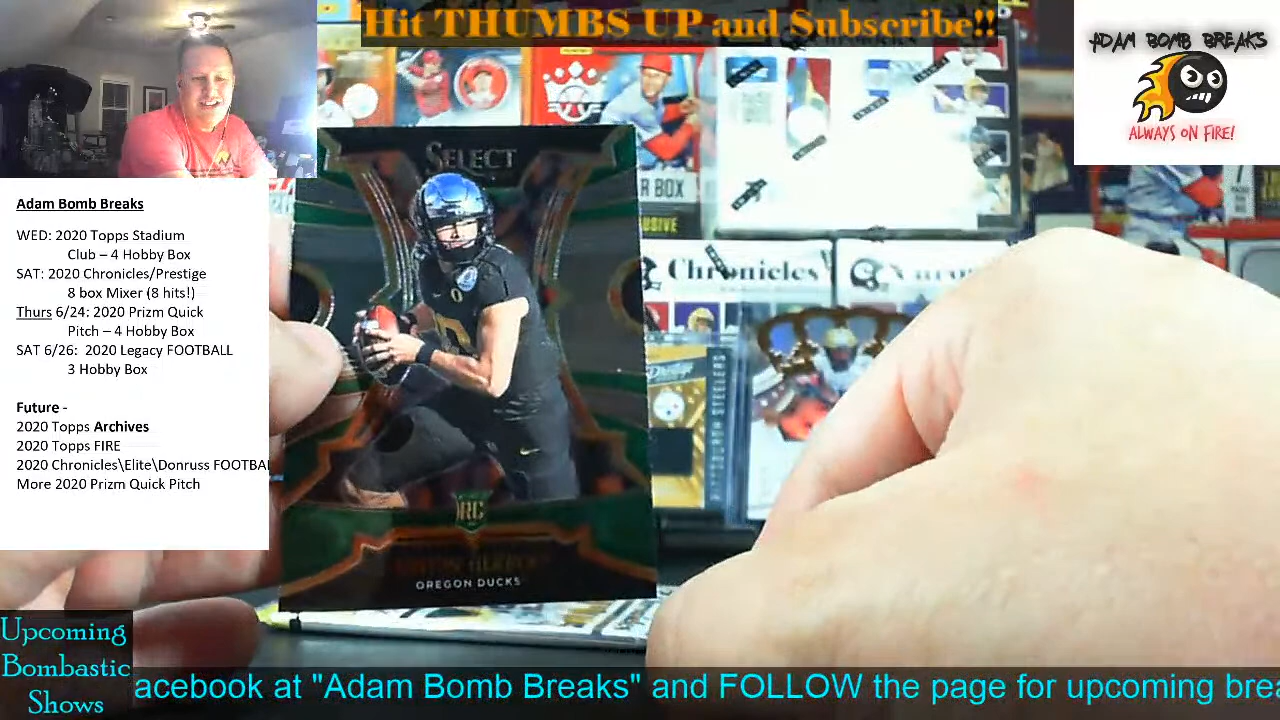 Hit THUMBS UP and Subscribe!!
ADAM BOMB BREAKS
ALWAYS ON FIRE!
Adam Bomb Breaks
WED: 2020 Topps Stadium
Club – 4 Hobby Box
SAT: 2020 Chronicles/Prestige
8 box Mixer (8 hits!)
Thurs 6/24: 2020 Prizm Quick
Pitch – 4 Hobby Box
SAT 6/26: 2020 Legacy FOOTBALL
3 Hobby Box
Future -
2020 Topps Archives
2020 Topps FIRE
2020 Chronicles\Elite\Donruss FOOTBAL
More 2020 Prizm Quick Pitch
SELECT
RC
OREGON DUCKS
R BOX
Chronicles
Prestige
PITTSBURGH STEELERS
Upcoming
Bombastic
Shows
acebook at "Adam Bomb Breaks" and FOLLOW the page for upcoming brea